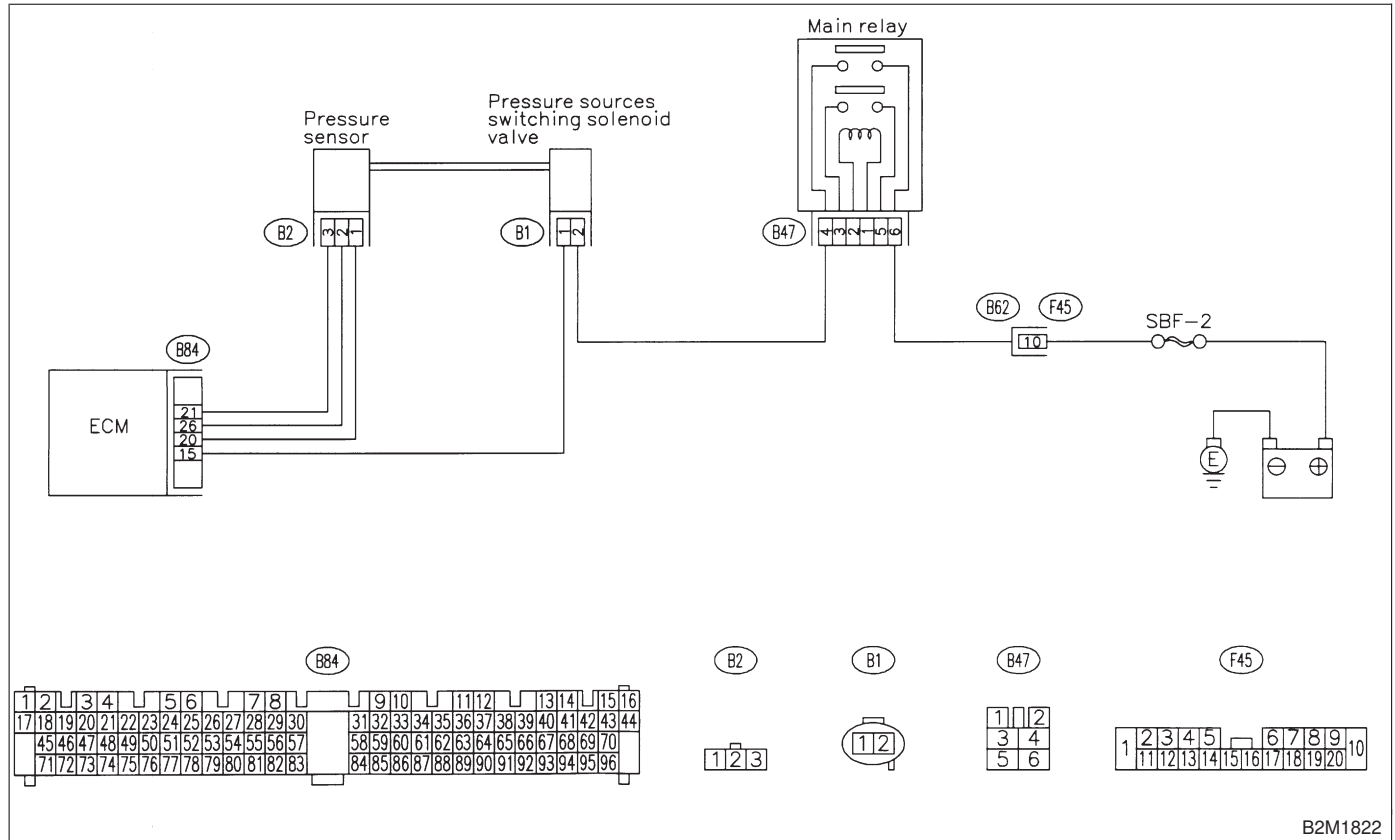 Main relay
Pressure sources
switching solenoid
valve
Pressure
sensor
B2
3 2 1
B1
1 2
B47
4 3 2 1 5 6
B62 F45
10
SBF-2
B84
ECM
21
26
20
15
E
⊖ ⊕
B84
1 2 3 4 5 6 7 8 9 10 11 12 13 14 15 16
17 18 19 20 21 22 23 24 25 26 27 28 29 30 31 32 33 34 35 36 37 38 39 40 41 42 43 44
45 46 47 48 49 50 51 52 53 54 55 56 57 58 59 60 61 62 63 64 65 66 67 68 69 70
71 72 73 74 75 76 77 78 79 80 81 82 83 84 85 86 87 88 89 90 91 92 93 94 95 96
B2
1 2 3
B1
1 2
B47
1 2
3 4
5 6
F45
1 2 3 4 5 6 7 8 9 10
11 12 13 14 15 16 17 18 19 20
B2M1822